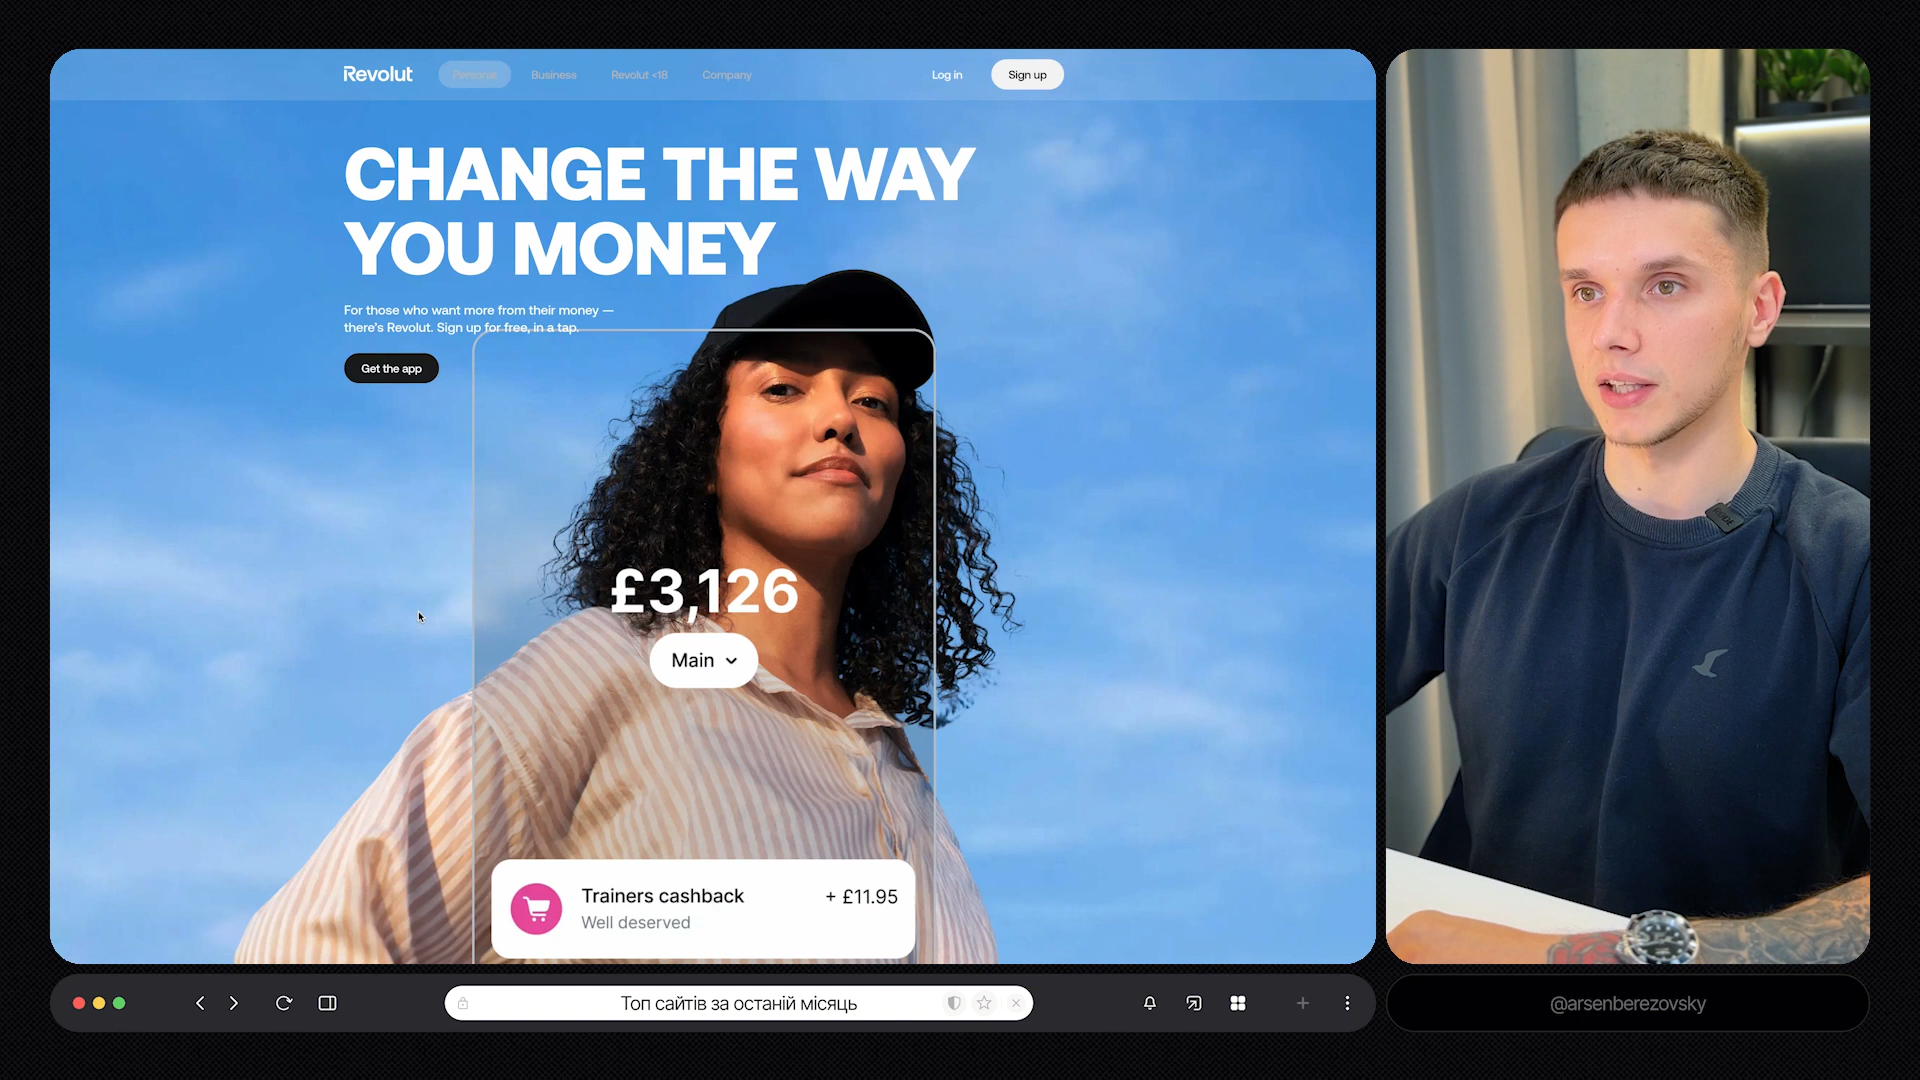 Revolut
Personal
Business
Revolut <18
Company
Log in
Sign up
CHANGE THE WAY
YOU MONEY
For those who want more from their money —
there's Revolut. Sign up for free, in a tap.
Get the app
£3,126
Main
Trainers cashback
+ £11.95
Well deserved
Топ сайтів за останій місяць
@arsenberezovsky